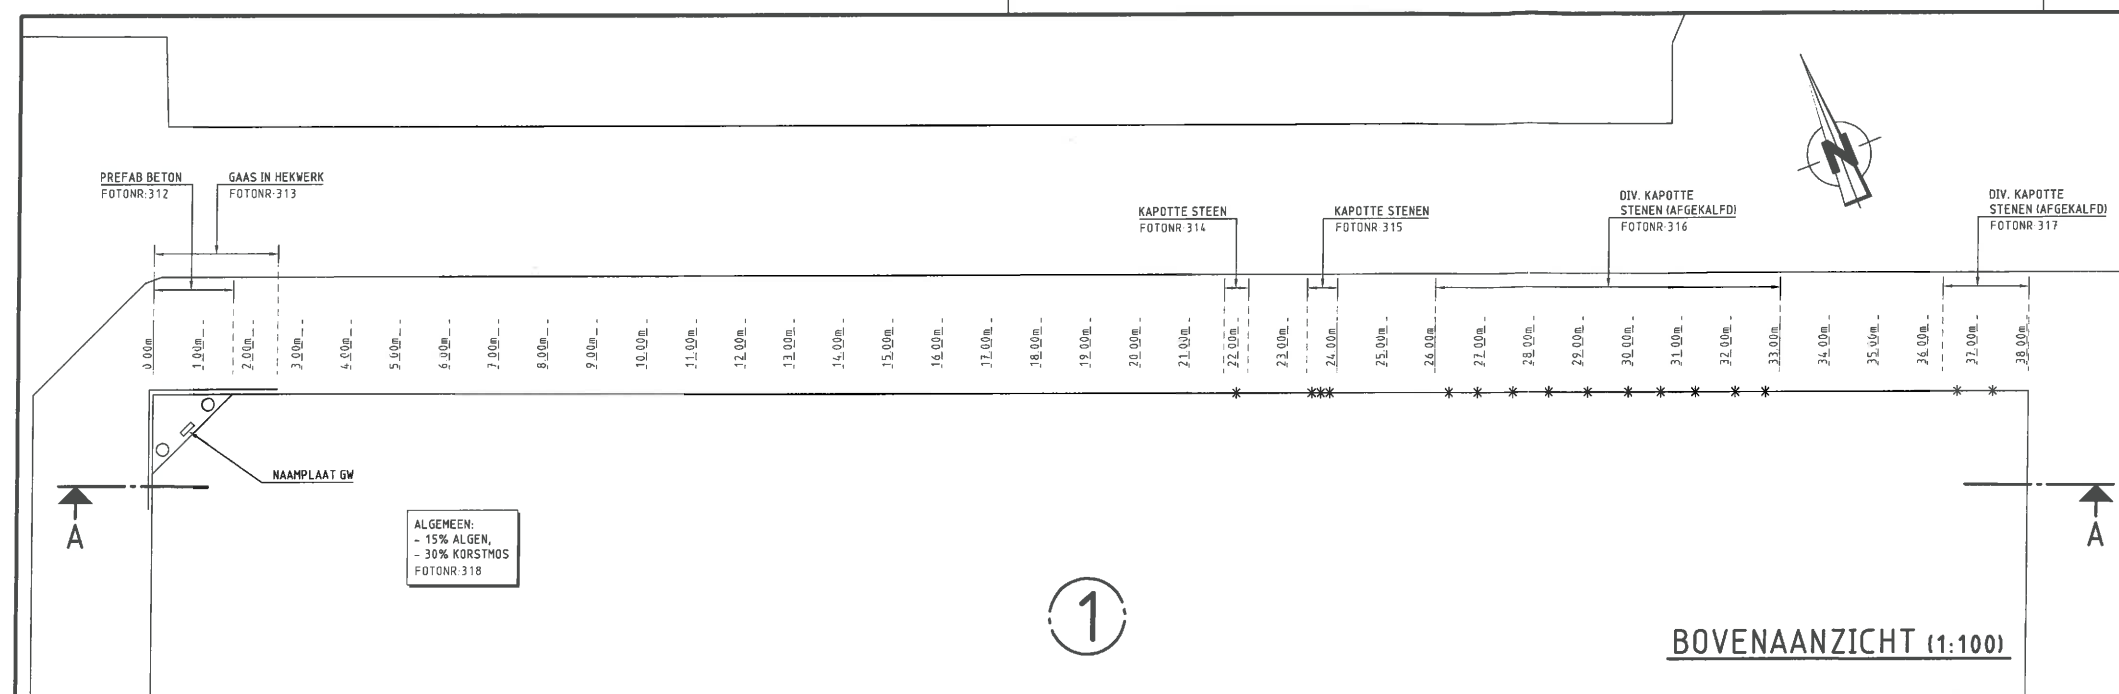 N
PREFAB BETON
FOTONR:312
GAAS IN HEKWERK
FOTONR:313
KAPOTTE STEEN
FOTONR:314
KAPOTTE STENEN
FOTONR:315
DIV. KAPOTTE
STENEN (AFGEKALFD)
FOTONR:316
DIV. KAPOTTE
STENEN (AFGEKALFD)
FOTONR:317
0.00m
1.00m
2.00m
3.00m
4.00m
5.00m
6.00m
7.00m
8.00m
9.00m
10.00m
11.00m
12.00m
13.00m
14.00m
15.00m
16.00m
17.00m
18.00m
19.00m
20.00m
21.00m
22.00m
23.00m
24.00m
25.00m
26.00m
27.00m
28.00m
29.00m
30.00m
31.00m
32.00m
33.00m
34.00m
35.00m
36.00m
37.00m
38.00m
NAAMPLAAT GW
A
A
ALGEMEEN:
- 15% ALGEN,
- 30% KORSTMOS
FOTONR:318
1
BOVENAANZICHT (1:100)